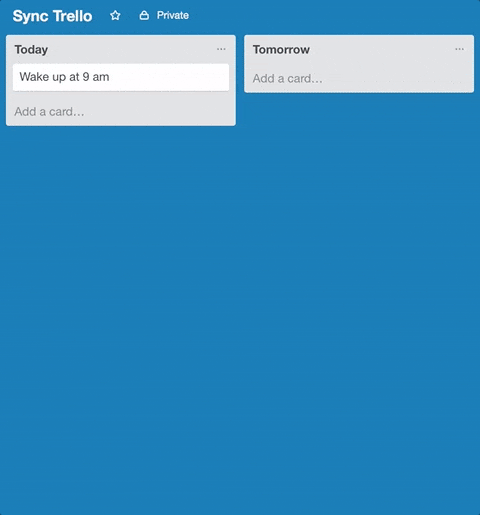 Sync Trello Private
Today ...
Wake up at 9 am
Add a card...
Tomorrow ...
Add a card...